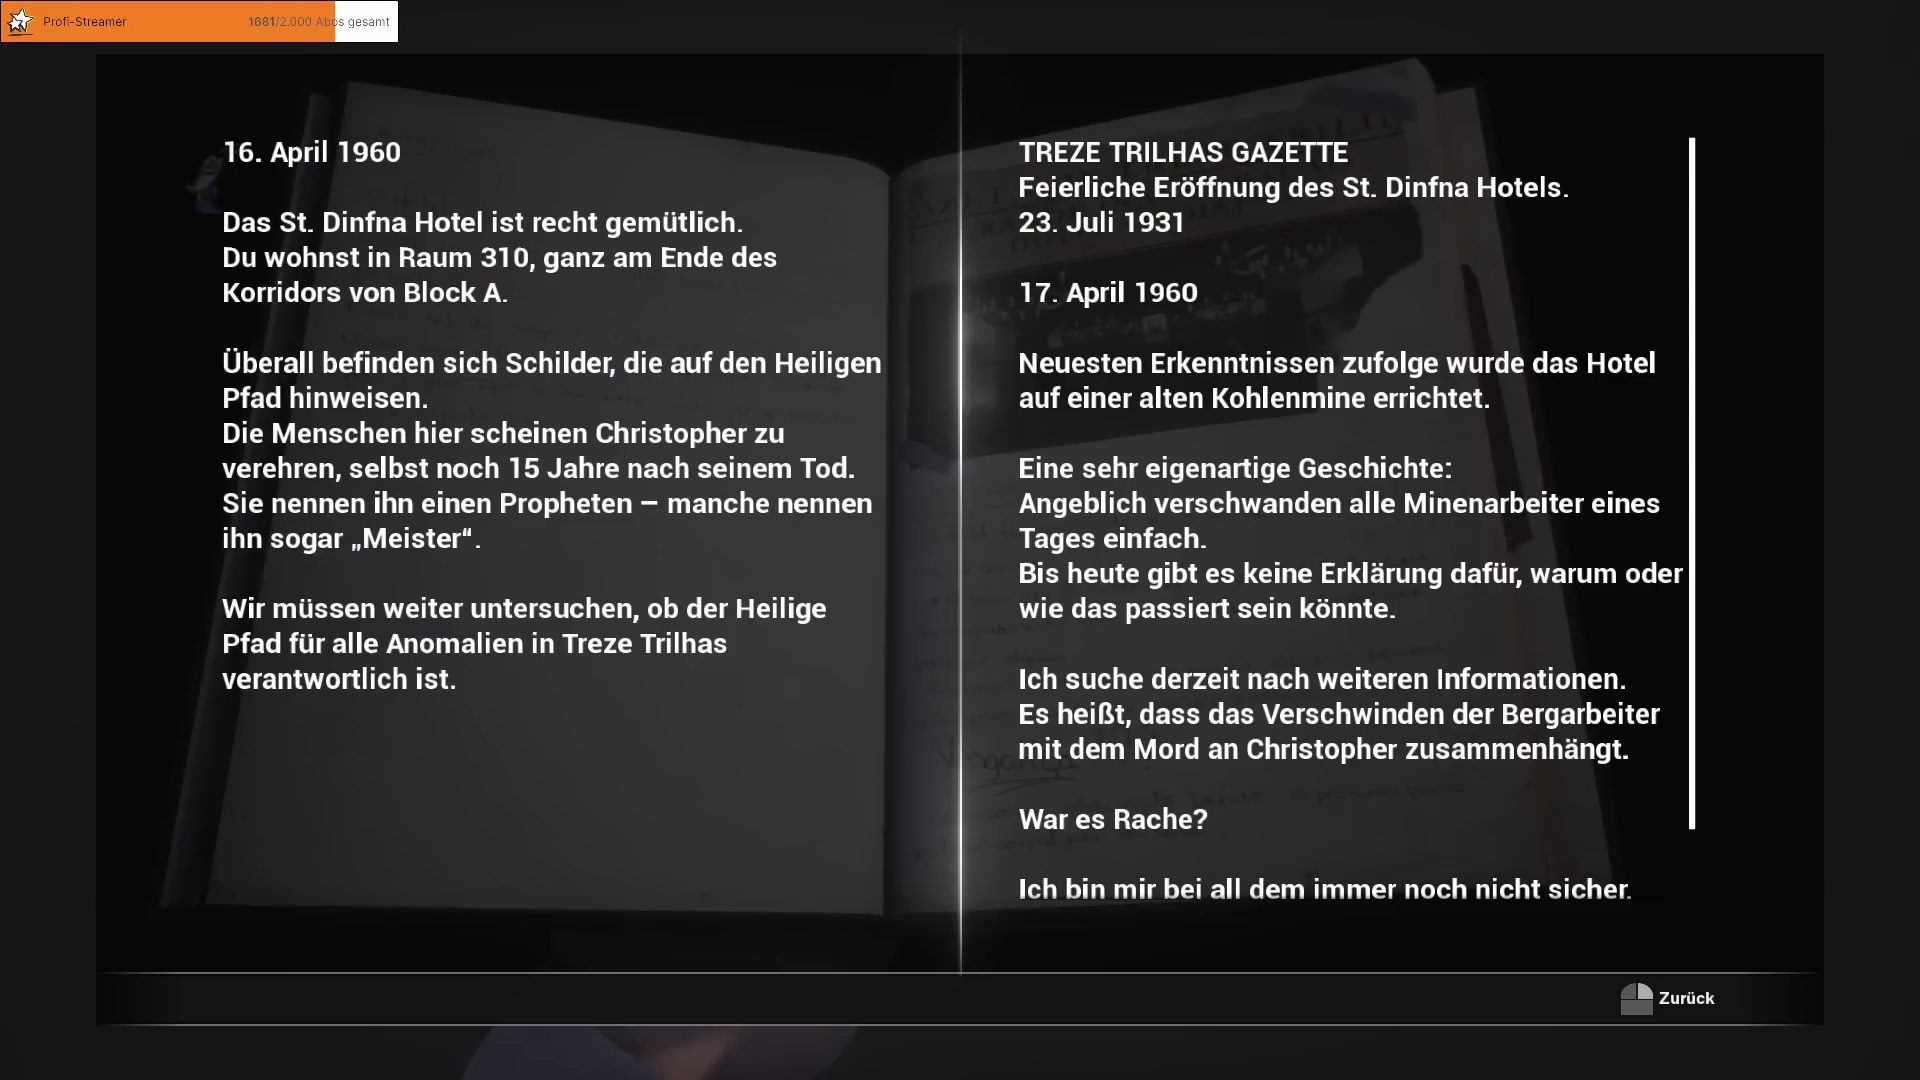 Profi-Streamer
1681/2.000 Abos gesamt
16. April 1960
Das St. Dinfna Hotel ist recht gemütlich.
Du wohnst in Raum 310, ganz am Ende des
Korridors von Block A.
Überall befinden sich Schilder, die auf den Heiligen
Pfad hinweisen.
Die Menschen hier scheinen Christopher zu
verehren, selbst noch 15 Jahre nach seinem Tod.
Sie nennen ihn einen Propheten – manche nennen
ihn sogar „Meister“.
Wir müssen weiter untersuchen, ob der Heilige
Pfad für alle Anomalien in Treze Trilhas
verantwortlich ist.
TREZE TRILHAS GAZETTE
Feierliche Eröffnung des St. Dinfna Hotels.
23. Juli 1931
17. April 1960
Neuesten Erkenntnissen zufolge wurde das Hotel
auf einer alten Kohlenmine errichtet.
Eine sehr eigenartige Geschichte:
Angeblich verschwanden alle Minenarbeiter eines
Tages einfach.
Bis heute gibt es keine Erklärung dafür, warum oder
wie das passiert sein könnte.
Ich suche derzeit nach weiteren Informationen.
Es heißt, dass das Verschwinden der Bergarbeiter
mit dem Mord an Christopher zusammenhängt.
War es Rache?
Ich bin mir bei all dem immer noch nicht sicher.
Zurück